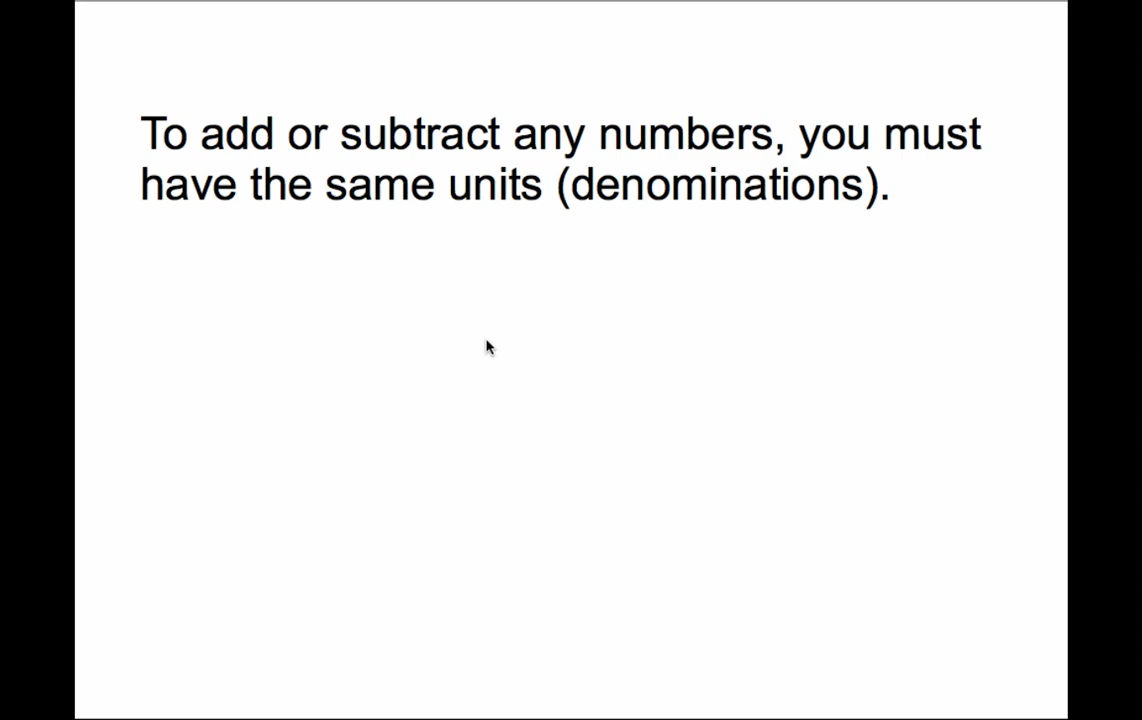 To add or subtract any numbers, you must
have the same units (denominations).